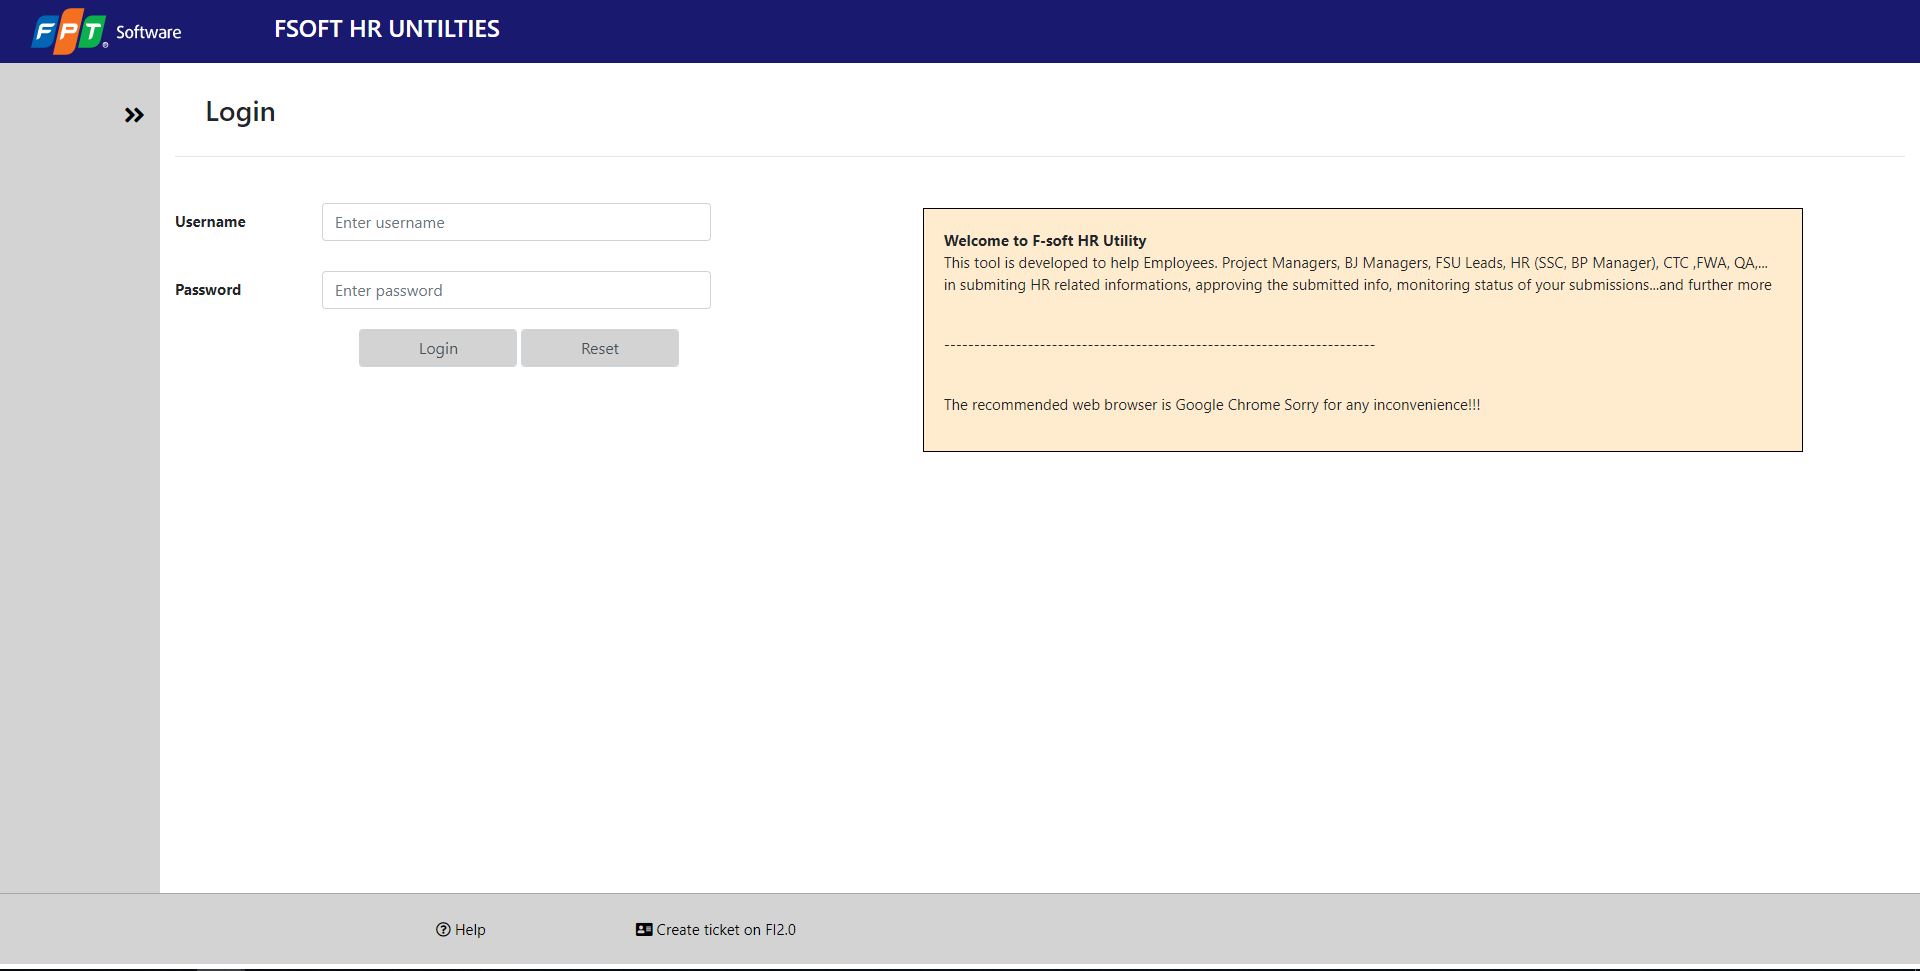 FPT® Software
FSOFT HR UNTILTIES
Login
Username
Enter username
Password
Enter password
Login
Reset
Welcome to F-soft HR Utility
This tool is developed to help Employees. Project Managers, BJ Managers, FSU Leads, HR (SSC, BP Manager), CTC ,FWA, QA,...
in submiting HR related informations, approving the submitted info, monitoring status of your submissions...and further more
------------------------------------------------------------------------
The recommended web browser is Google Chrome Sorry for any inconvenience!!!
Help
Create ticket on FI2.0